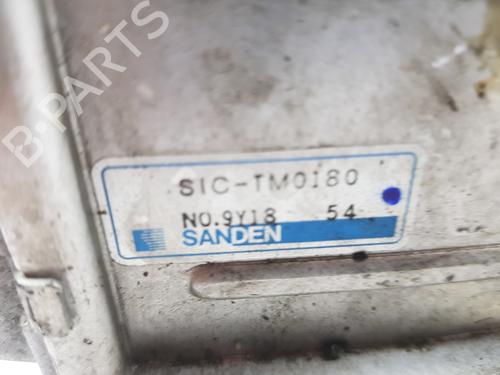 B-PARTS
SIC-TM0180
NO.9Y18 54
SANDEN